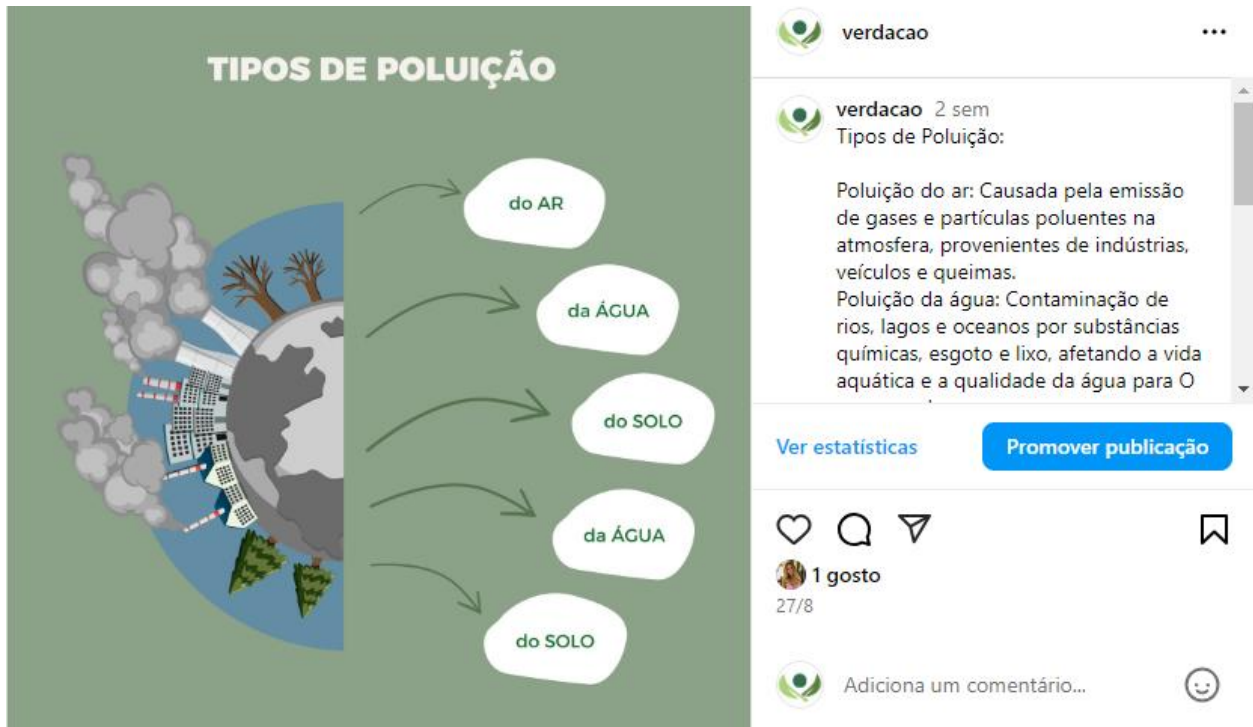 TIPOS DE POLUIÇÃO
do AR
da ÁGUA
do SOLO
da ÁGUA
do SOLO
verdacao
verdacao 2 sem
Tipos de Poluição:
Poluição do ar: Causada pela emissão
de gases e partículas poluentes na
atmosfera, provenientes de indústrias,
veículos e queimas.
Poluição da água: Contaminação de
rios, lagos e oceanos por substâncias
químicas, esgoto e lixo, afetando a vida
aquática e a qualidade da água para O
Ver estatísticas
Promover publicação
1 gosto
27/8
Adiciona um comentário...